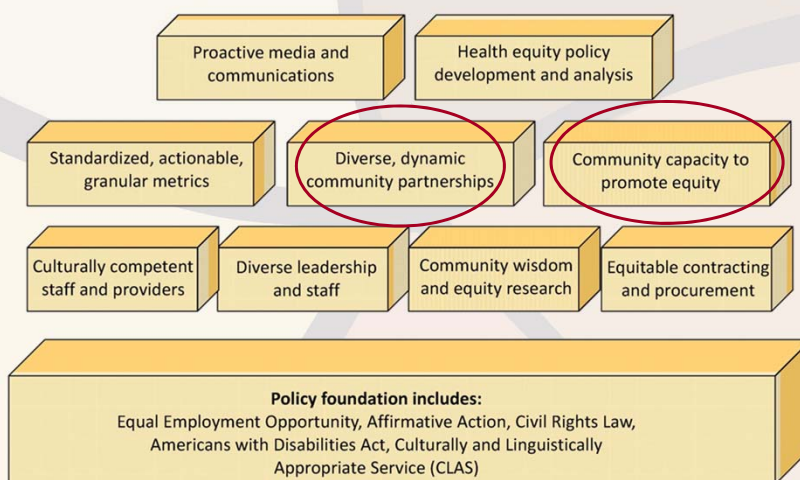 Proactive media and
communications
Health equity policy
development and analysis
Standardized, actionable,
granular metrics
Diverse, dynamic
community partnerships
Community capacity to
promote equity
Culturally competent
staff and providers
Diverse leadership
and staff
Community wisdom
and equity research
Equitable contracting
and procurement
Policy foundation includes:
Equal Employment Opportunity, Affirmative Action, Civil Rights Law,
Americans with Disabilities Act, Culturally and Linguistically
Appropriate Service (CLAS)